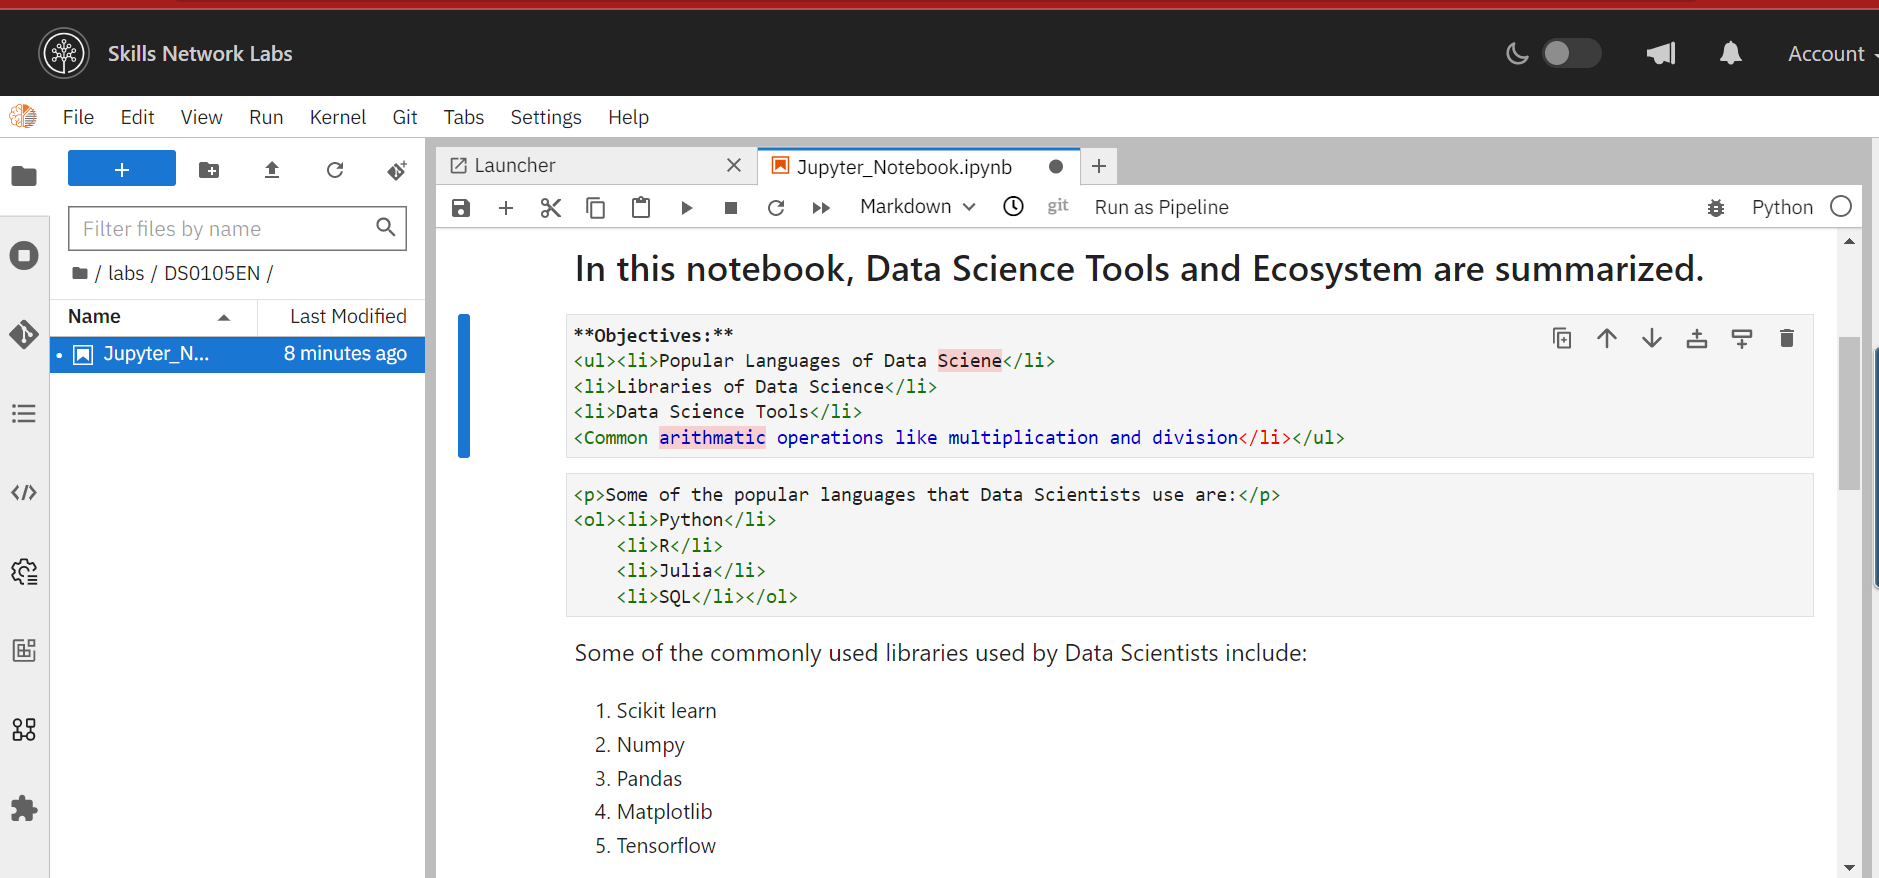 Skills Network Labs
Account
File Edit View Run Kernel Git Tabs Settings Help
+
Filter files by name
/ labs / DS0105EN /
Name Last Modified
Jupyter_N... 8 minutes ago
Launcher
Jupyter_Notebook.ipynb
Markdown
git
Run as Pipeline
Python
In this notebook, Data Science Tools and Ecosystem are summarized.
**Objectives:**
<ul><li>Popular Languages of Data Sciene</li>
<li>Libraries of Data Science</li>
<li>Data Science Tools</li>
<Common arithmatic operations like multiplication and division</li></ul>
<p>Some of the popular languages that Data Scientists use are:</p>
<ol><li>Python</li>
<li>R</li>
<li>Julia</li>
<li>SQL</li></ol>
Some of the commonly used libraries used by Data Scientists include:
1. Scikit learn
2. Numpy
3. Pandas
4. Matplotlib
5. Tensorflow